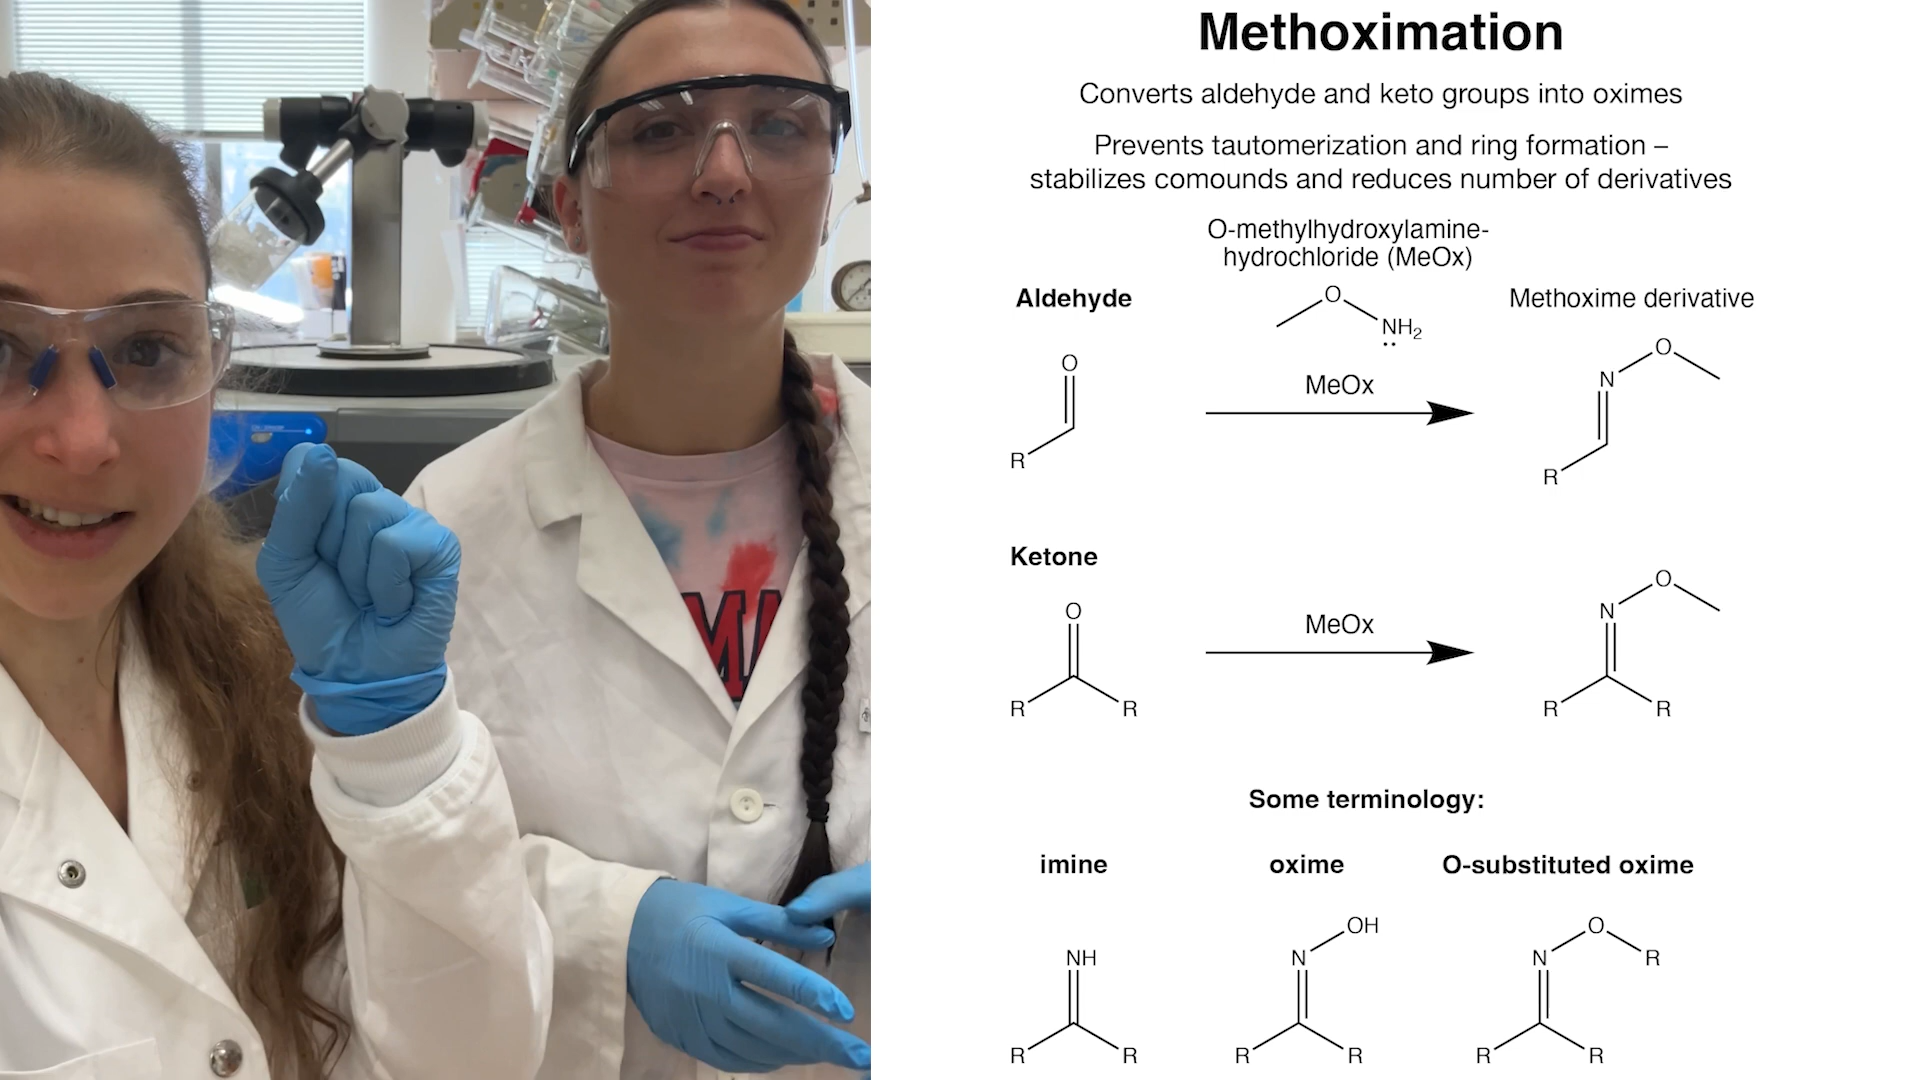 Methoximation
Converts aldehyde and keto groups into oximes
Prevents tautomerization and ring formation –
stabilizes comounds and reduces number of derivatives
O-methylhydroxylamine-
hydrochloride (MeOx)
Aldehyde
Methoxime derivative
O
NH2
O
MeOx
O
N
R
R
Ketone
O
MeOx
O
N
R
R
R
R
Some terminology:
imine
oxime
O-substituted oxime
NH
OH
N
O
N
R
R
R
R
R
R
R
MA